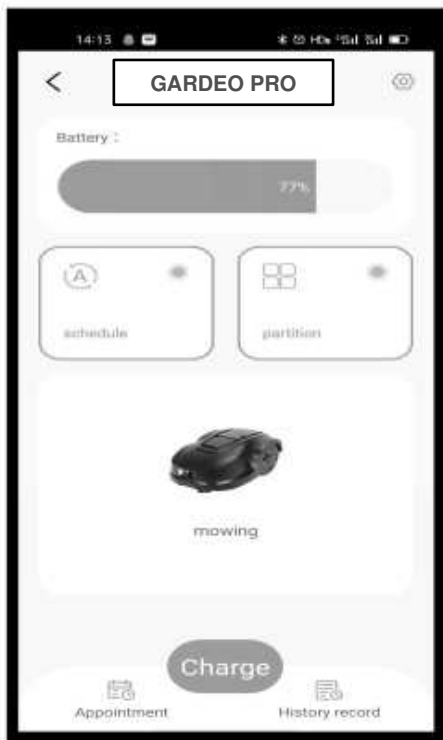 14:13
GARDEO PRO
Battery :
77%
A
schedule partition
mowing
Charge
Appointment History record